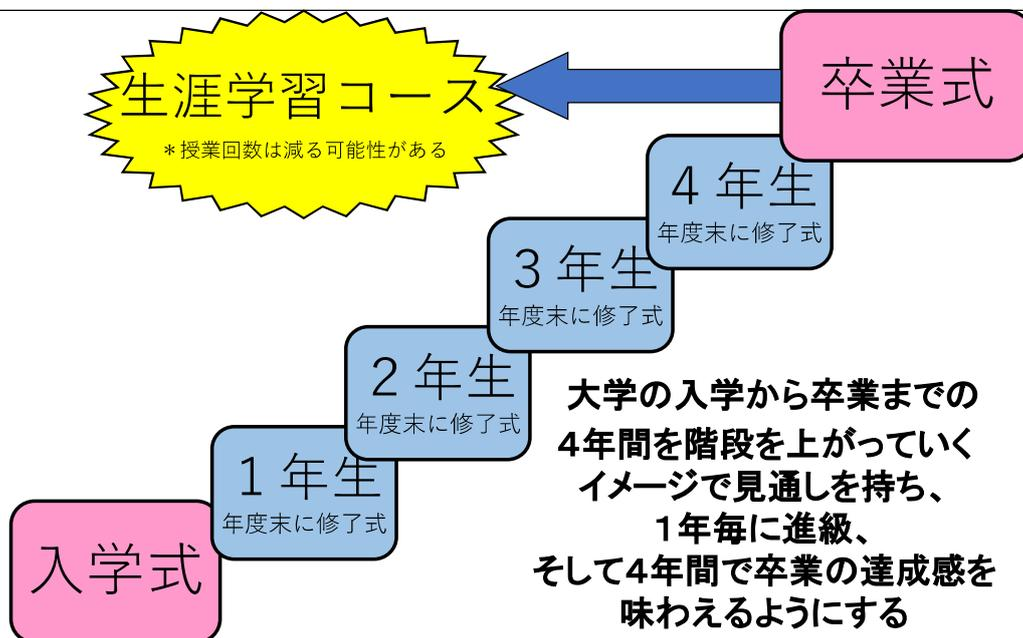 生涯学習コース
＊授業回数は減る可能性がある
卒業式
４年生
年度末に修了式
３年生
年度末に修了式
２年生
年度末に修了式
１年生
年度末に修了式
入学式
大学の入学から卒業までの
４年間を階段を上がっていく
イメージで見通しを持ち、
１年毎に進級、
そして４年間で卒業の達成感を
味わえるようにする